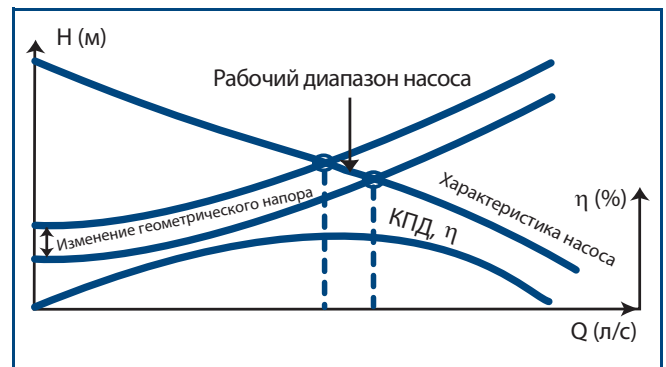 H (м)
Рабочий диапазон насоса
Характеристика насоса
η (%)
Изменение геометрического напора
КПД, η
Q (л/с)